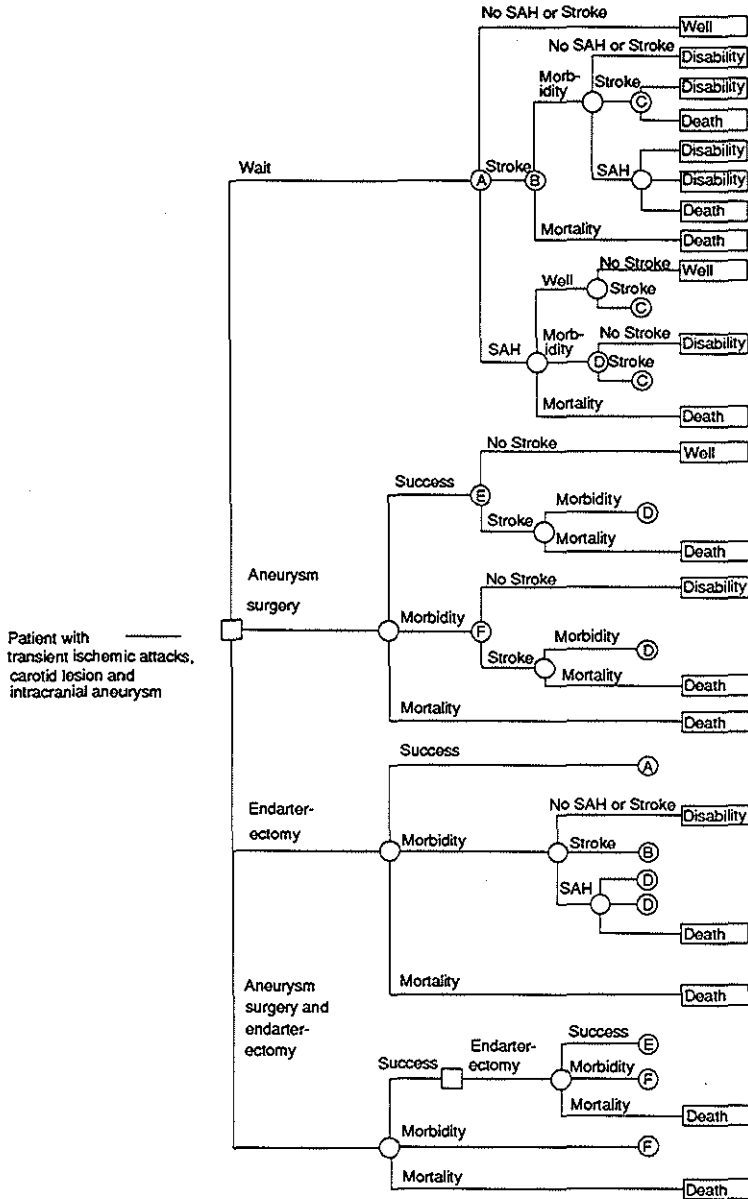 No SAH or Stroke
Well
No SAH or Stroke
Disability
Morb-
idity
Stroke
C
Disability
Death
Disability
Wait
A
Stroke
B
SAH
Disability
Death
Mortality
Death
No Stroke
Well
Well
Stroke
C
SAH
Morb-
idity
No Stroke
Disability
D
Stroke
C
Mortality
Death
No Stroke
Well
Success
E
Morbidity
D
Stroke
Mortality
Death
Aneurysm
surgery
No Stroke
Disability
Patient with
transient ischemic attacks,
carotid lesion and
intracranial aneurysm
Morbidity
F
Morbidity
D
Stroke
Mortality
Death
Mortality
Death
Success
A
Endarter-
ectomy
No SAH or Stroke
Disability
Morbidity
Stroke
B
SAH
D
D
Death
Mortality
Death
Aneurysm
surgery and
endarter-
ectomy
Success
Endarter-
ectomy
Success
E
Morbidity
F
Mortality
Death
Morbidity
F
Mortality
Death